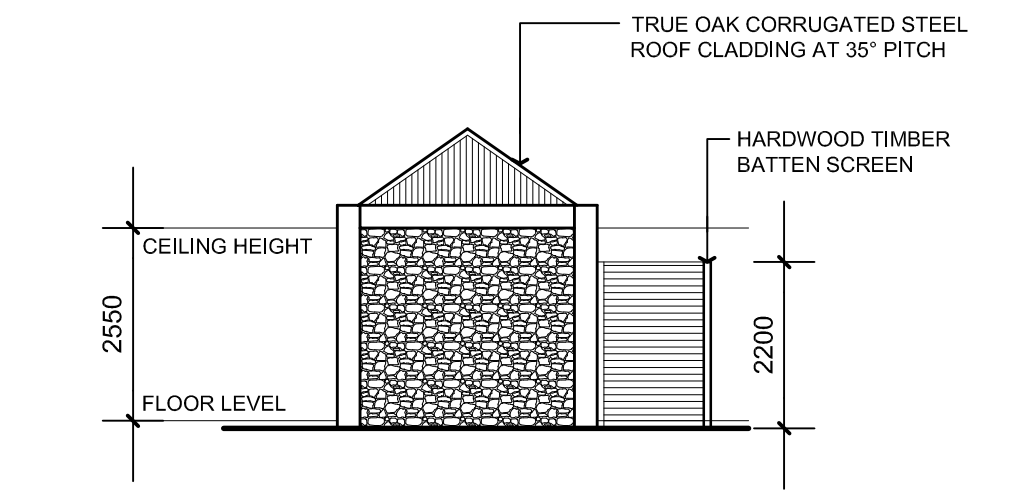 TRUE OAK CORRUGATED STEEL
ROOF CLADDING AT 35° PITCH
HARDWOOD TIMBER
BATTEN SCREEN
CEILING HEIGHT
2550
2200
FLOOR LEVEL